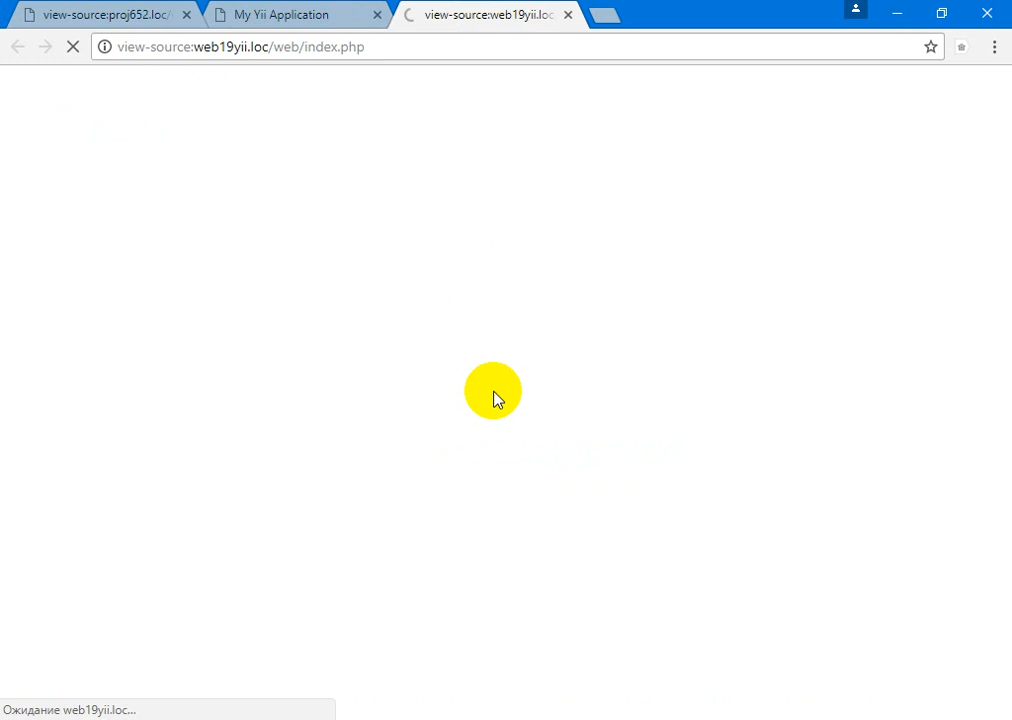 view-source:proj652.loc/
My Yii Application
view-source:web19yii.loc
view-source:web19yii.loc/web/index.php
Ожидание web19yii.loc...